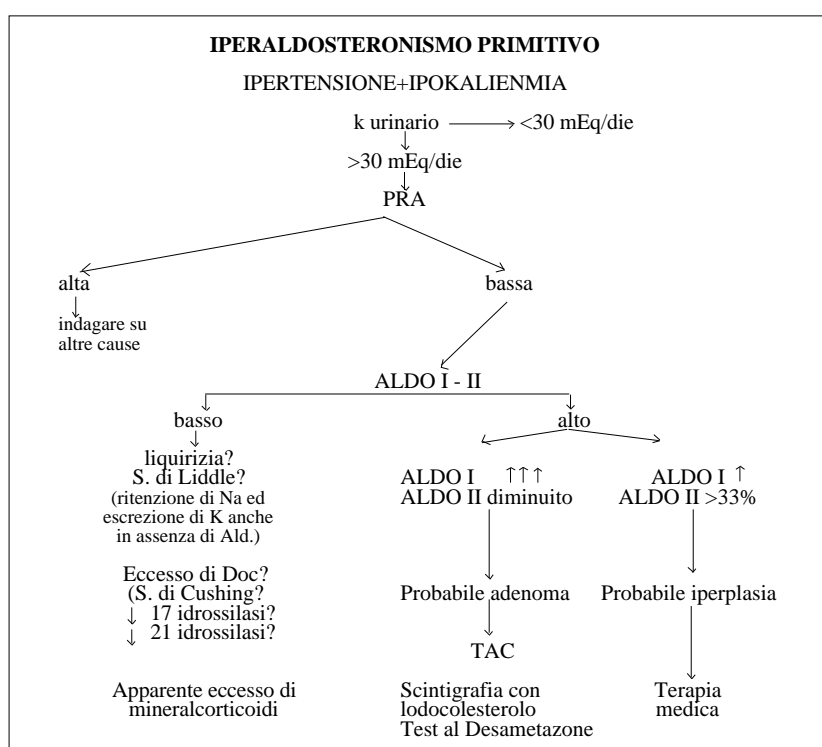 IPERALDOSTERONISMO PRIMITIVO
IPERTENSIONE+IPOKALIENMIA
k urinario → <30 mEq/die
>30 mEq/die
PRA
alta
bassa
indagare su
altre cause
ALDO I - II
basso
alto
liquirizia?
S. di Liddle?
(ritenzione di Na ed
escrezione di K anche
in assenza di Ald.)
Eccesso di Doc?
(S. di Cushing?
↓ 17 idrossilasi?
↓ 21 idrossilasi?
Apparente eccesso di
mineralcorticoidi
ALDO I ↑↑↑
ALDO II diminuito
Probabile adenoma
TAC
Scintigrafia con
lodocolesterolo
Test al Desametazone
ALDO I ↑
ALDO II >33%
Probabile iperplasia
Terapia
medica